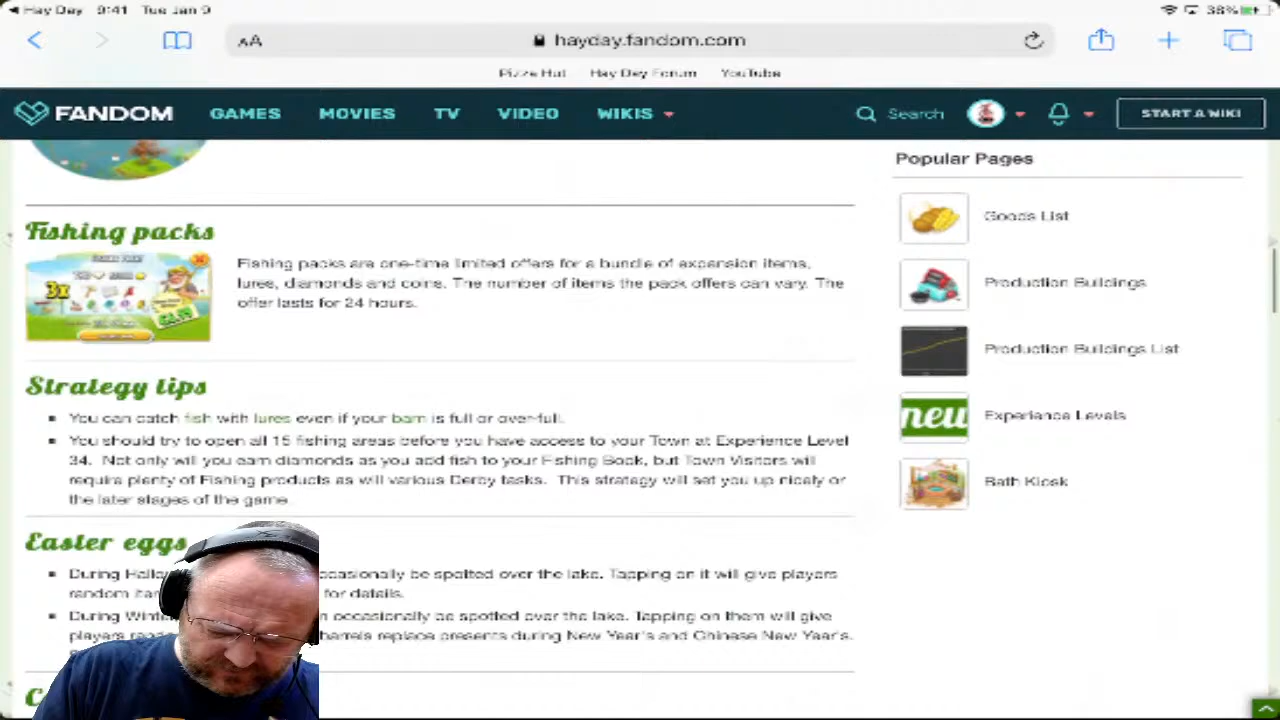 Hay Day 9:41 Tue Jan 9
38%
AA
hayday.fandom.com
Pizza Hut Hay Day Forum YouTube
FANDOM GAMES MOVIES TV VIDEO WIKIS Search START A WIKI
Popular Pages
Goods List
Production Buildings
Production Buildings List
new Experience Levels
Bath Kiosk
Fishing packs
3x
Fishing packs are one-time limited offers for a bundle of expansion items,
lures, diamonds and coins. The number of items the pack offers can vary. The
offer lasts for 24 hours.
Strategy tips
You can catch fish with lures even if your barn is full or over-full.
You should try to open all 15 fishing areas before you have access to your Town at Experience Level
34. Not only will you earn diamonds as you add fish to your Fishing Book, but Town Visitors will
require plenty of Fishing products as will various Derby tasks. This strategy will set you up nicely or
the later stages of the game.
Easter eggs
During Hallo occasionally be spotted over the lake. Tapping on it will give players
random ite for details.
During Winte n occasionally be spotted over the lake. Tapping on them will give
players barrels replace presents during New Year's and Chinese New Year's.